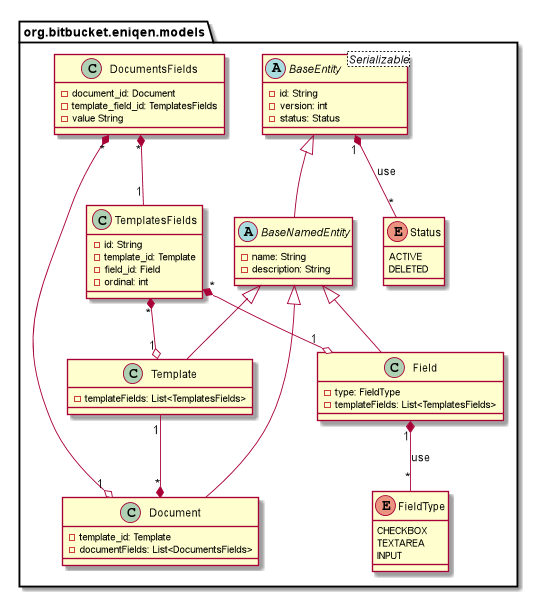 org.bitbucket.eniqen.models
C DocumentsFields
document_id: Document
template_field_id: TemplatesFields
value String
A BaseEntity
Serializable
id: String
version: int
status: Status
* *
1
use
1
*
C TemplatesFields
id: String
template_id: Template
field_id: Field
ordinal: int
A BaseNamedEntity
name: String
description: String
E Status
ACTIVE
DELETED
*
*
1
1
C Template
templateFields: List<TemplatesFields>
C Field
type: FieldType
templateFields: List<TemplatesFields>
1
1
use
1
*
*
C Document
template_id: Template
documentFields: List<DocumentsFields>
E FieldType
CHECKBOX
TEXTAREA
INPUT